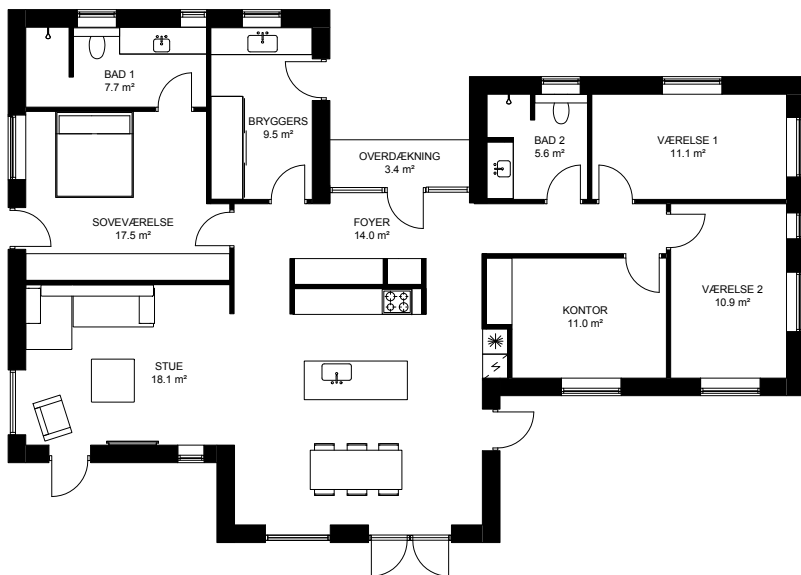 BAD 1
7.7 m²
BRYGGERS
9.5 m²
OVERDÆKNING
3.4 m²
BAD 2
5.6 m²
VÆRELSE 1
11.1 m²
SOVEVÆRELSE
17.5 m²
FOYER
14.0 m²
VÆRELSE 2
10.9 m²
KONTOR
11.0 m²
STUE
18.1 m²